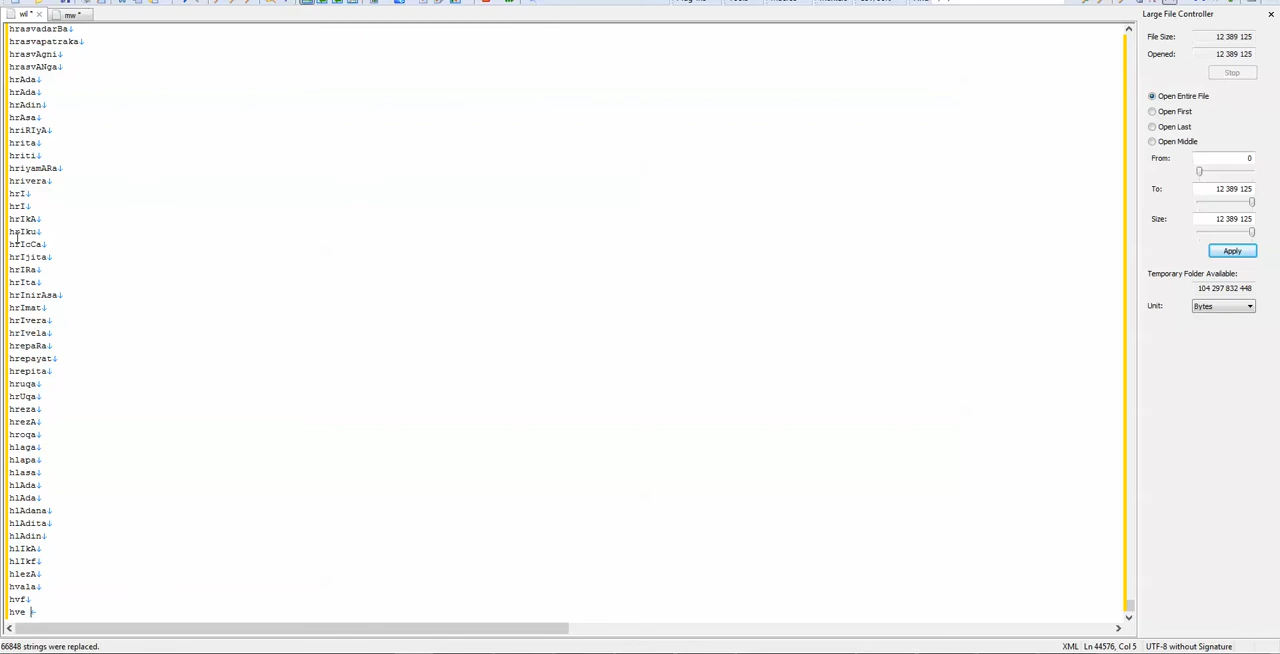 wil *
mw *
hrasvadarBa
hrasvapatraka
hrasvAgni
hrasvANga
hrAda
hrAda
hrAdin
hrAsa
hriRIyA
hrita
hriti
hriyamARa
hrivera
hrI
hrI
hrIkA
hrIku
hrIcCa
hrIjita
hrIRa
hrIta
hrInirAsa
hrImat
hrIvera
hrIvela
hrepaRa
hrepayat
hrepita
hruqa
hrUqa
hreza
hrezA
hroqa
hlaga
hlapa
hlasa
hlAda
hlAda
hlAdana
hlAdita
hlAdin
hlIkA
hlIkf
hlezA
hvala
hvf
hve
Large File Controller
File Size: 12 389 125
Opened: 12 389 125
Stop
Open Entire File
Open First
Open Last
Open Middle
From: 0
To: 12 389 125
Size: 12 389 125
Apply
Temporary Folder Available:
104 297 832 448
Unit: Bytes
66848 strings were replaced.
XML Ln 44576, Col 5 UTF-8 without Signature